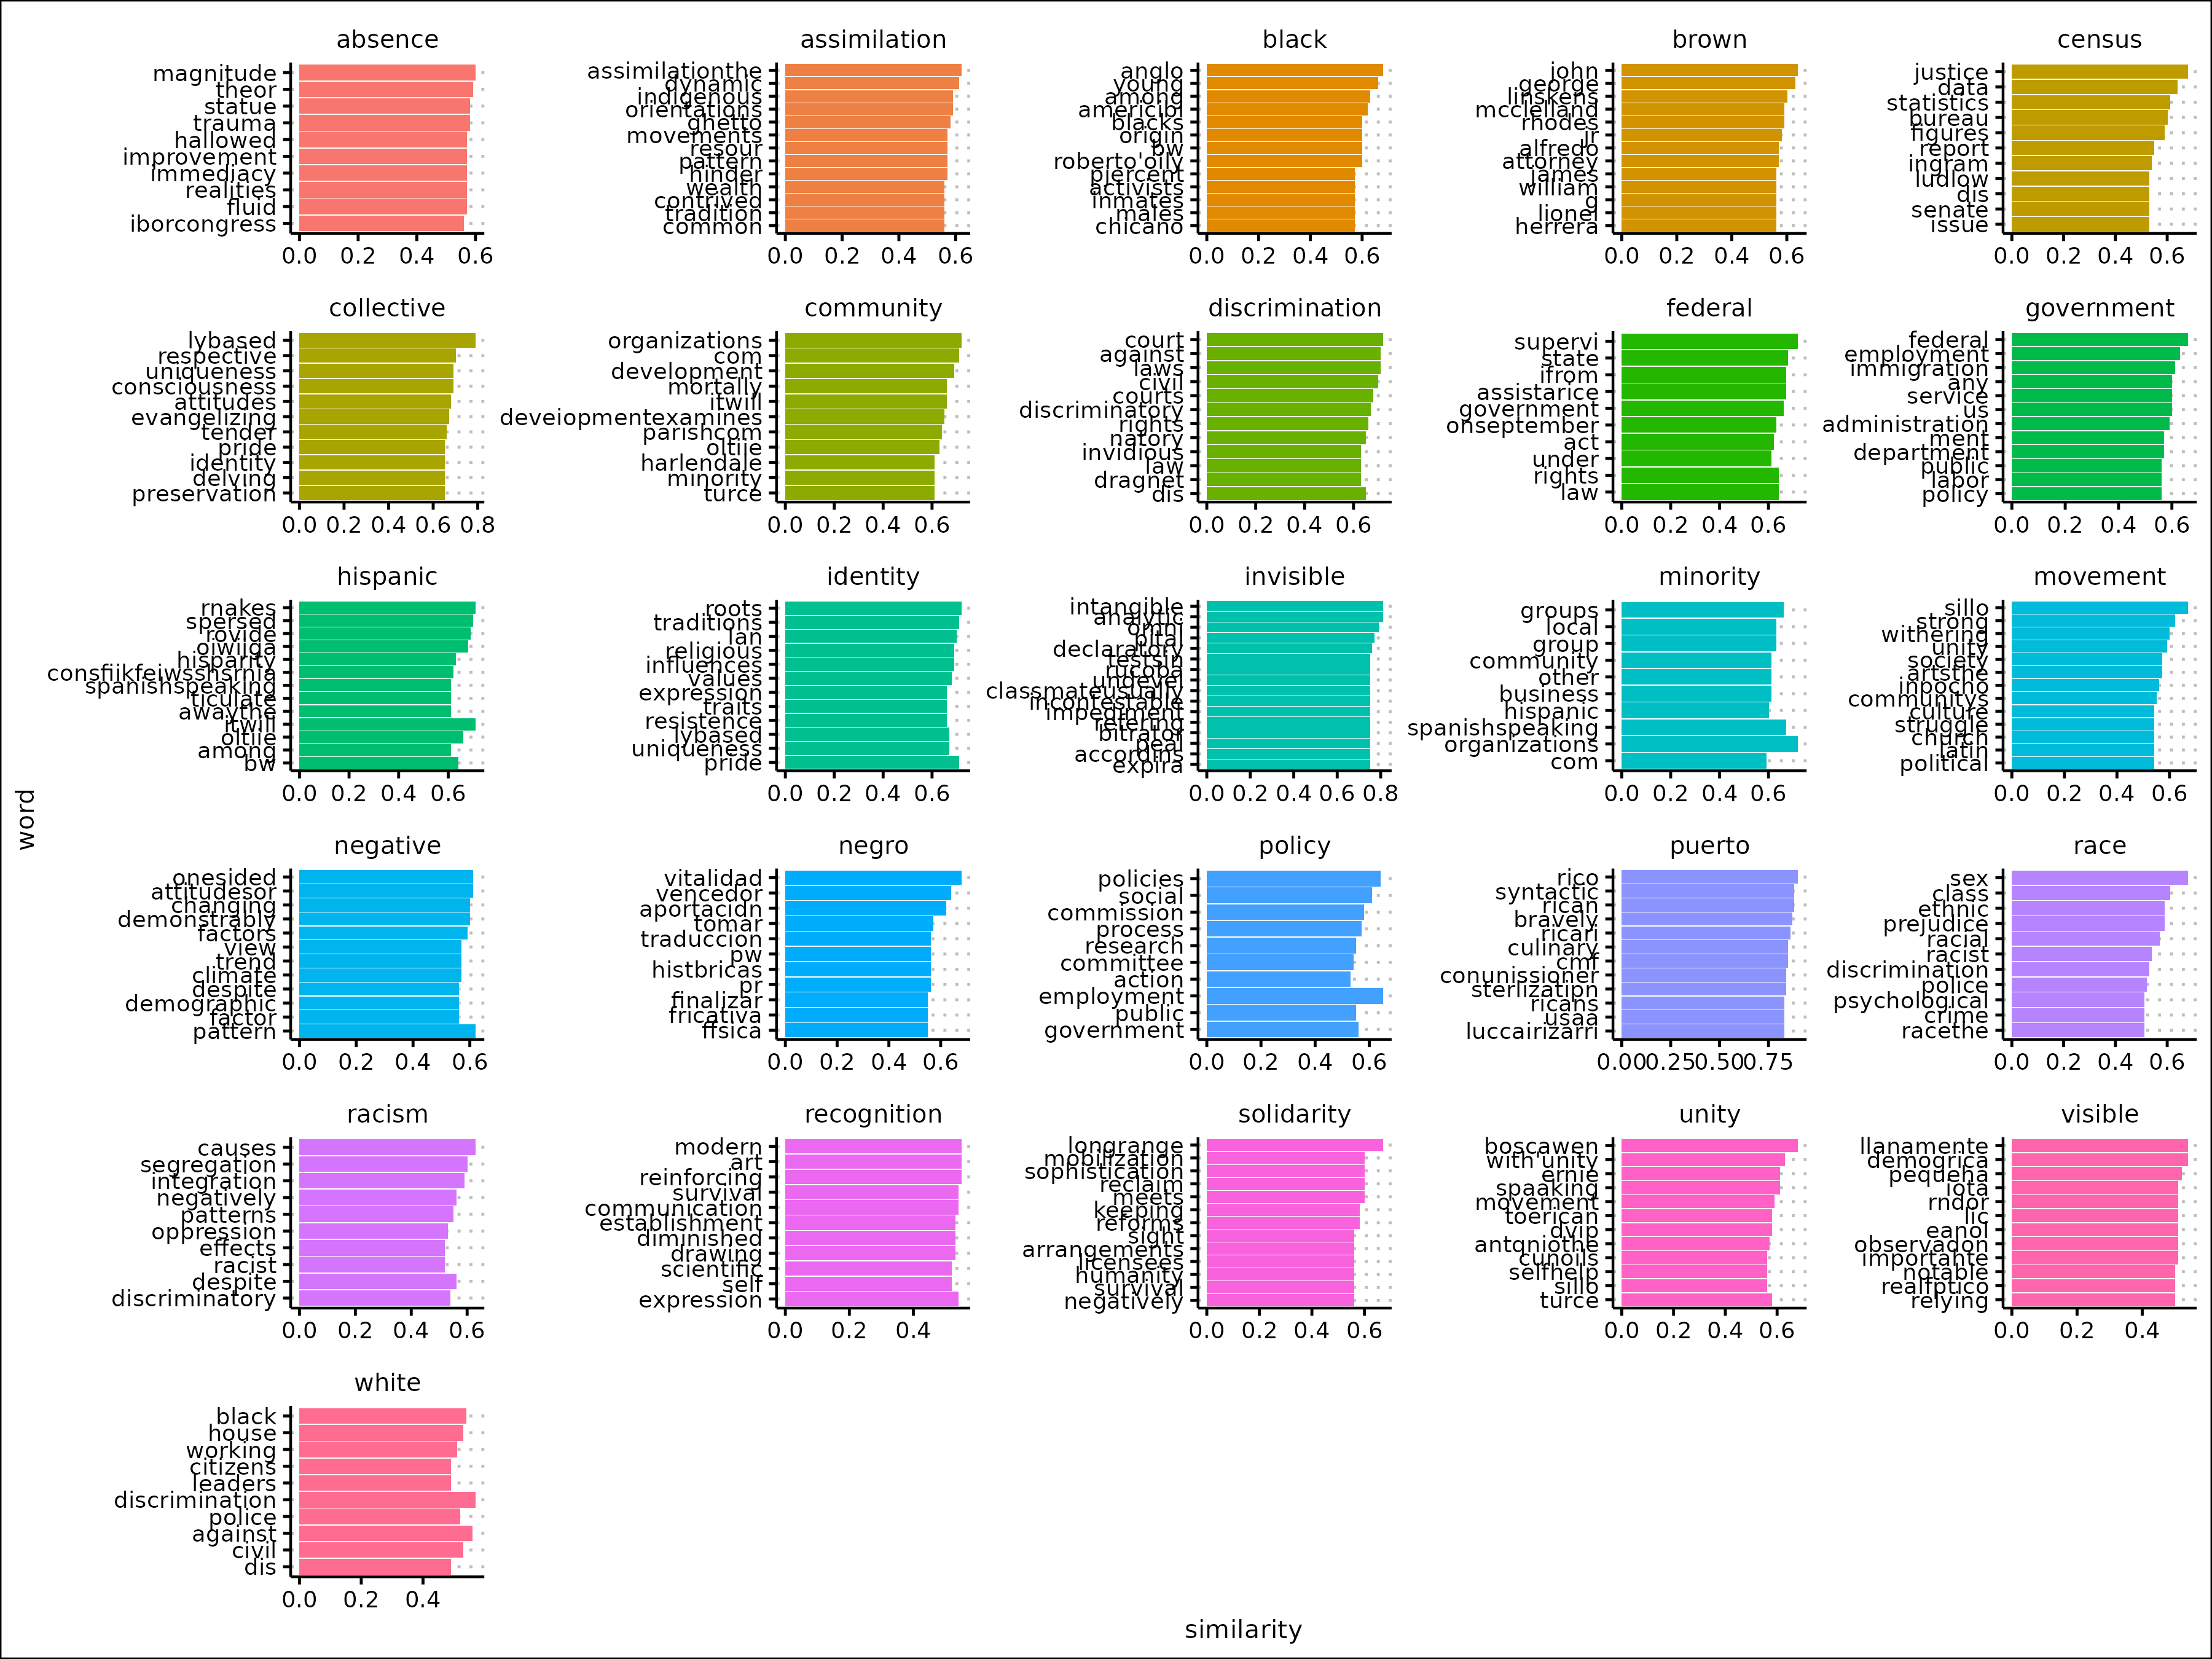 absence
magnitude
theor
statue
trauma
hallowed
improvement
immediacy
realities
fluid
iborcongress
0.0 0.2 0.4 0.6
assimilation
assimilationthe
dynamic
indigenous
orientations
ghetto
movements
resour
pattern
hinder
wealth
contrived
tradition
common
0.0 0.2 0.4 0.6
black
anglo
young
among
americibl
blacks
origin
bw
roberto'oily
piercent
activists
inmates
males
chicano
0.0 0.2 0.4 0.6
brown
john
george
linskens
mcclelland
rhodes
jr
alfredo
attorney
james
william
g
lionel
herrera
0.0 0.2 0.4 0.6
census
justice
data
statistics
bureau
figures
report
ingram
ludlow
dis
senate
issue
0.0 0.2 0.4 0.6
collective
lybased
respective
uniqueness
consciousness
attitudes
evangelizing
tender
pride
identity
delving
preservation
0.0 0.2 0.4 0.6 0.8
community
organizations
com
development
mortally
itwill
deveiopmentexamines
parishcom
oltije
harlendale
minority
turce
0.0 0.2 0.4 0.6
discrimination
court
against
laws
civil
courts
discriminatory
rights
natory
invidious
law
dragnet
dis
0.0 0.2 0.4 0.6
federal
supervi
state
ifrom
assistarice
government
onseptember
act
under
rights
law
0.0 0.2 0.4 0.6
government
federal
employment
immigration
any
service
us
administration
ment
department
public
labor
policy
0.0 0.2 0.4 0.6
hispanic
rnakes
spersed
rovide
oiwijga
hisparity
consfiikfeiwsshsrnia
spanishspeaking
ticulate
awaythe
itwill
oltije
among
bw
0.0 0.2 0.4 0.6
identity
roots
traditions
lan
religious
influences
values
expression
traits
resistence
lybased
uniqueness
pride
0.0 0.2 0.4 0.6
invisible
intangible
analytic
omni
pital
declaratory
testsin
rucoba
undevel
classmateusually
incontestable
impediment
refering
bitrator
peal
accordins
expira
0.0 0.2 0.4 0.6 0.8
minority
groups
local
group
community
other
business
hispanic
spanishspeaking
organizations
com
0.0 0.2 0.4 0.6
movement
sillo
strong
withering
unity
society
artsthe
inpocho
communitys
culture
struggle
church
latin
political
0.0 0.2 0.4 0.6
negative
onesided
attitudesor
changing
demonstrably
factors
view
trend
climate
despite
demographic
factor
pattern
0.0 0.2 0.4 0.6
negro
vitalidad
vencedor
aportacidn
tomar
traduccion
pw
histbricas
pr
finalizar
fricativa
ffsica
0.0 0.2 0.4 0.6
policy
policies
social
commission
process
research
committee
action
employment
public
government
0.0 0.2 0.4 0.6
puerto
rico
syntactic
rican
bravely
ricari
culinary
cmf
conunissioner
sterlizatipn
ricans
usaa
luccairizarri
0.00 0.25 0.50 0.75
race
sex
class
ethnic
prejudice
racial
racist
discrimination
police
psychological
crime
racethe
0.0 0.2 0.4 0.6
racism
causes
segregation
integration
negatively
patterns
oppression
effects
racist
despite
discriminatory
0.0 0.2 0.4 0.6
recognition
modern
art
reinforcing
survival
communication
establishment
diminished
drawing
scientific
self
expression
0.0 0.2 0.4
solidarity
longrange
mobilization
sophistication
reclaim
meets
keeping
reforms
sight
arrangements
licensees
humanity
survival
negatively
0.0 0.2 0.4 0.6
unity
boscawen
with'unity
ernie
spaaking
movement
toerican
dvip
antqniothe
cunoils
selfhelp
sillo
turce
0.0 0.2 0.4 0.6
visible
llanamente
demogrica
pequeha
iota
rndor
lic
eanol
observadon
importante
notable
realfptico
relying
0.0 0.2 0.4
white
black
house
working
citizens
leaders
discrimination
police
against
civil
dis
0.0 0.2 0.4
word
similarity